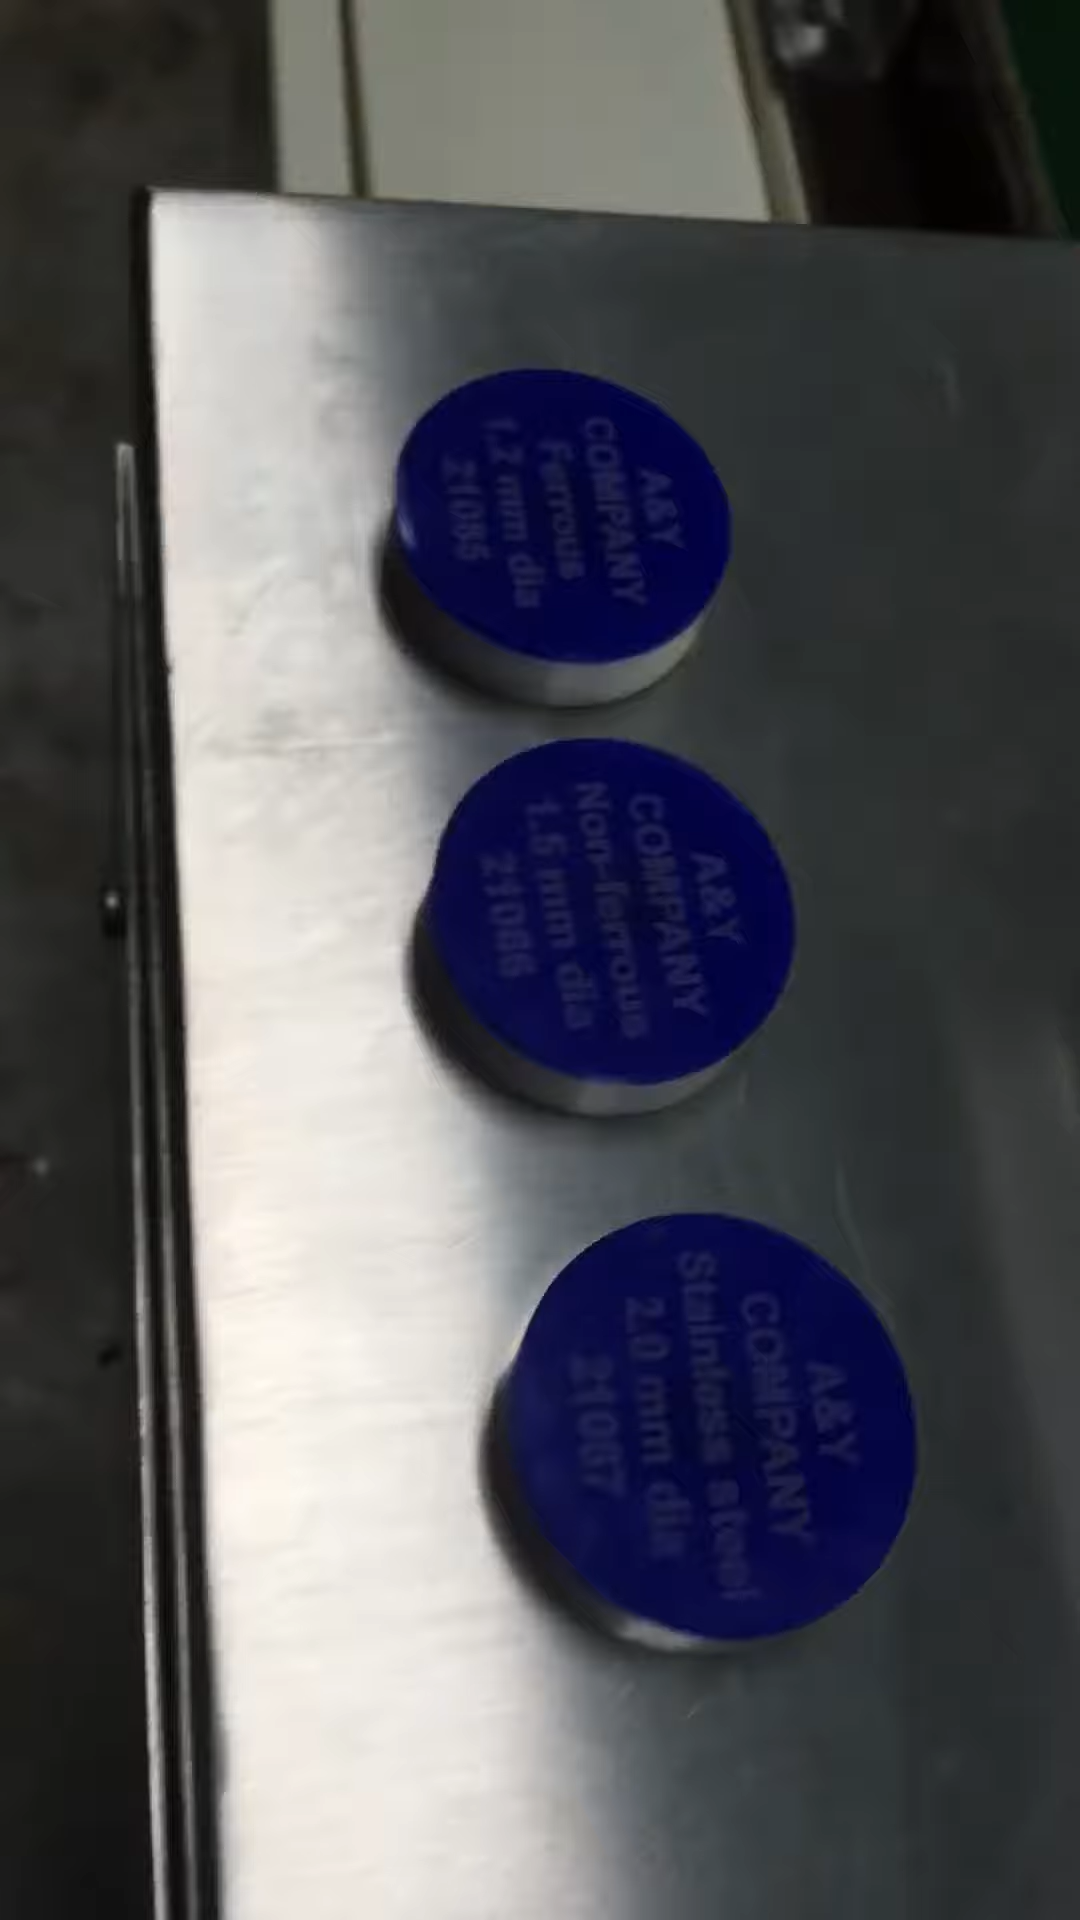 A&Y
COMPANY
Ferrous
1.2 mm dia
21085
A&Y
COMPANY
Non-ferrous
1.5 mm dia
21086
A&Y
COMPANY
Stainless steel
2.0 mm dia
21087